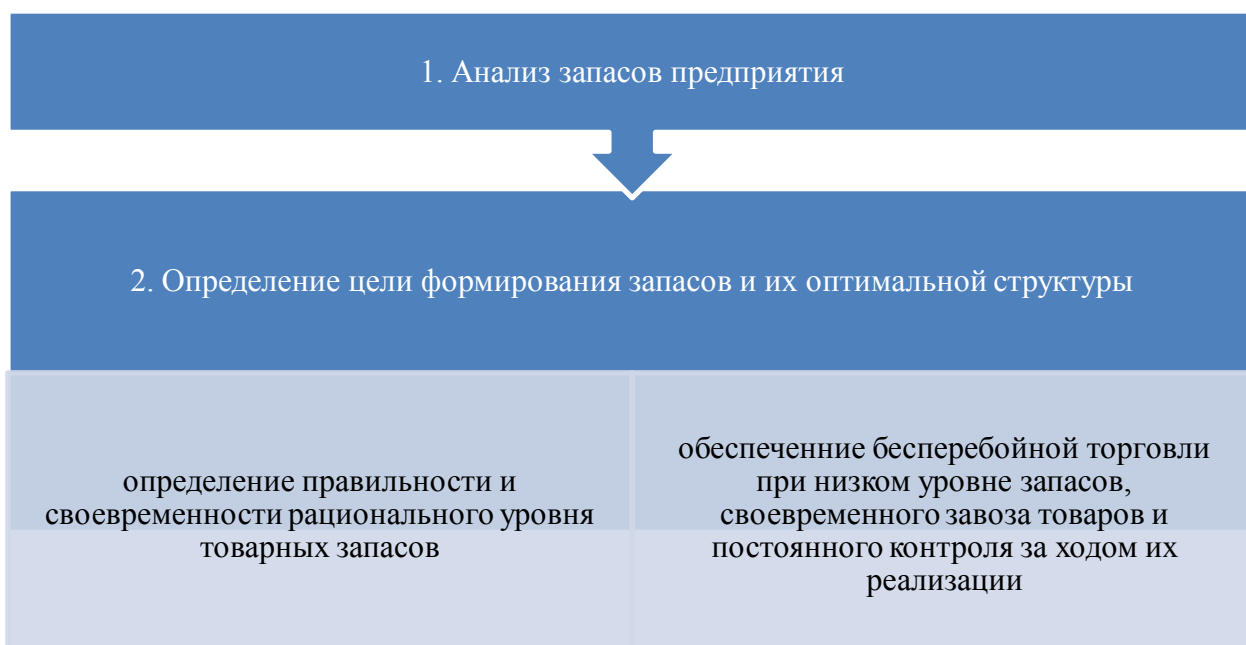 1. Анализ запасов предприятия
2. Определение цели формирования запасов и их оптимальной структуры
определение правильности и
своевременности рационального уровня
товарных запасов
обеспеченние бесперебойной торговли
при низком уровне запасов,
своевременного завоза товаров и
постоянного контроля за ходом их
реализации